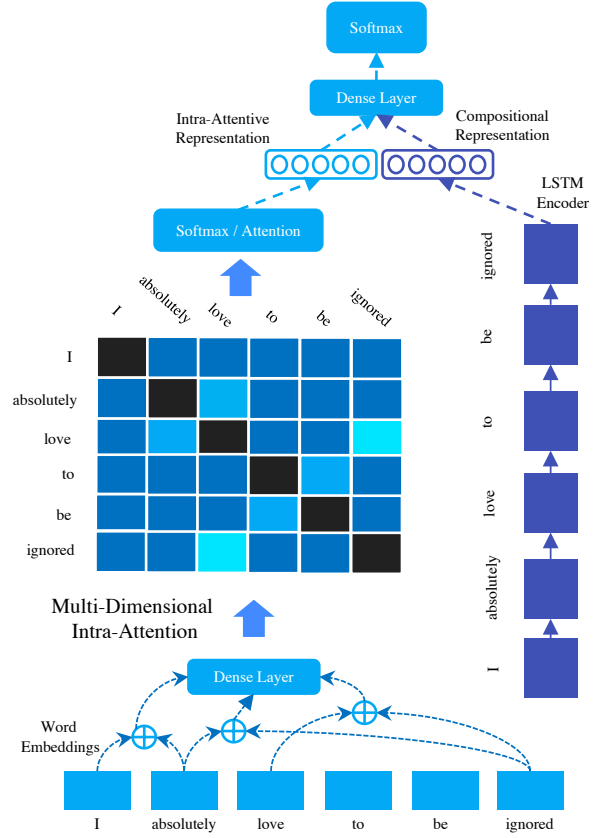 Softmax
Dense Layer
Intra-Attentive
Representation
Compositional
Representation
LSTM
Encoder
Softmax / Attention
I absolutely love to be ignored
I
absolutely
love
to
be
ignored
ignored
be
to
love
absolutely
I
Multi-Dimensional
Intra-Attention
Dense Layer
Word
Embeddings
I absolutely love to be ignored